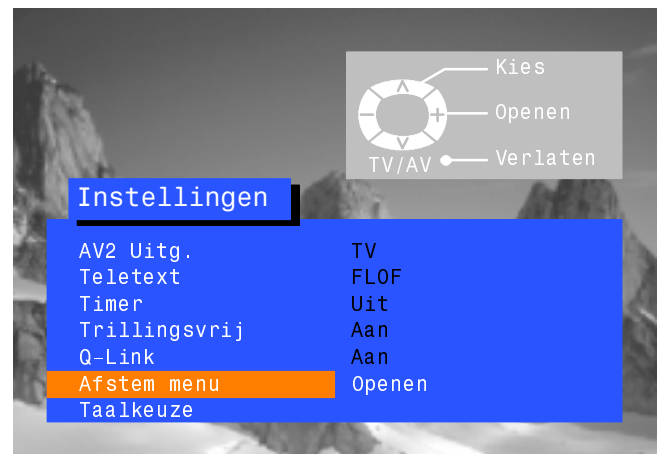 Kies
Openen
TV/AV Verlaten
Instellingen
AV2 Uitg. TV
Teletext FLOF
Timer Uit
Trillingsvrij Aan
Q-Link Aan
Afstem menu Openen
Taalkeuze